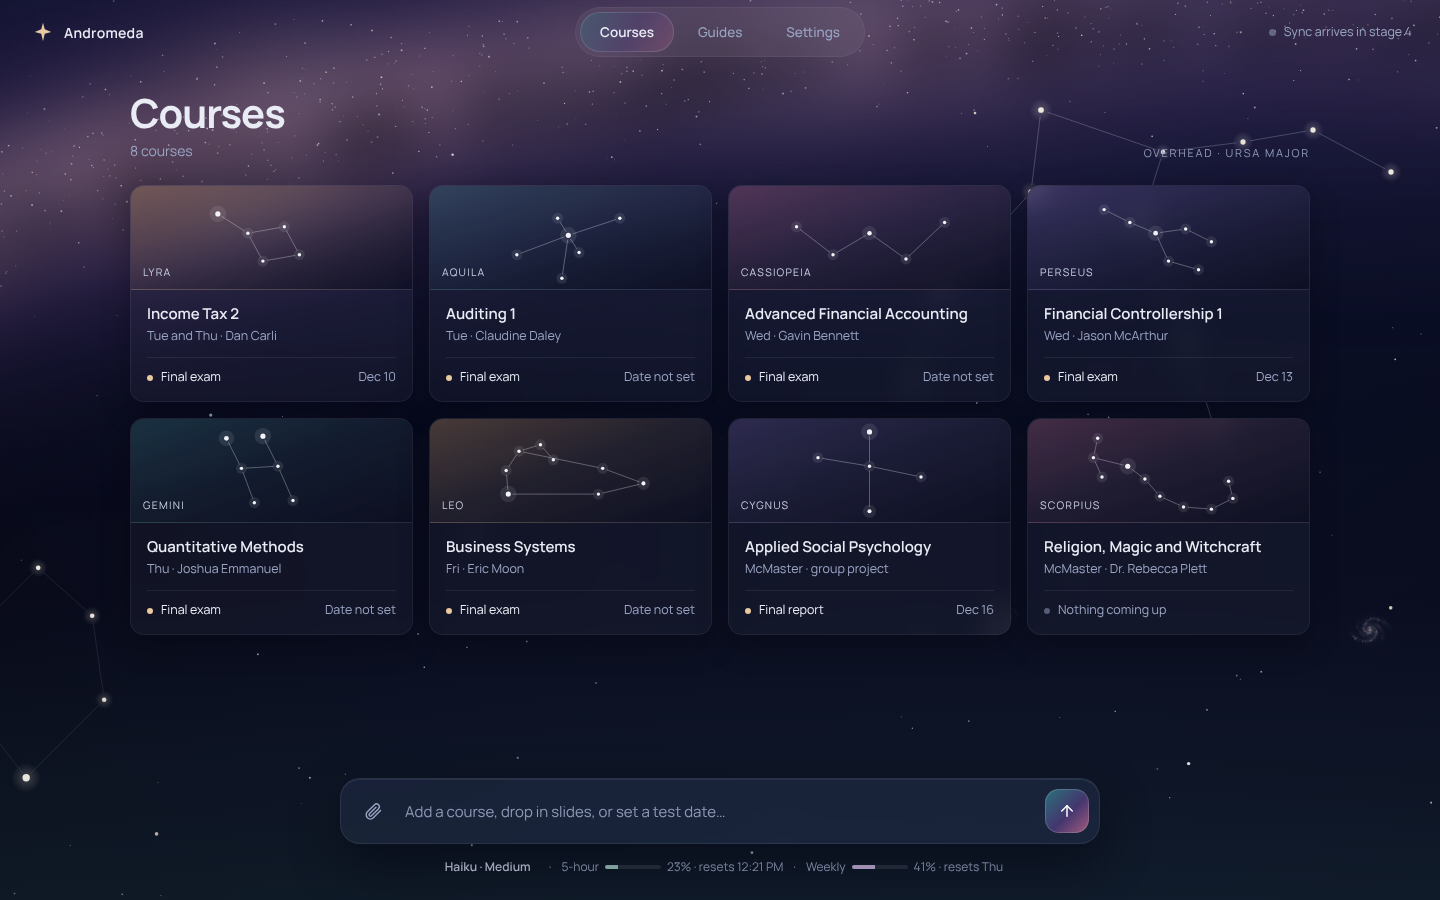 Andromeda
Courses
Guides
Settings
Sync arrives in stage 4
Courses
8 courses
OVERHEAD · URSA MAJOR
LYRA
Income Tax 2
Tue and Thu · Dan Carli
Final exam
Dec 10
AQUILA
Auditing 1
Tue · Claudine Daley
Final exam
Date not set
CASSIOPEIA
Advanced Financial Accounting
Wed · Gavin Bennett
Final exam
Date not set
PERSEUS
Financial Controllership 1
Wed · Jason McArthur
Final exam
Dec 13
GEMINI
Quantitative Methods
Thu · Joshua Emmanuel
Final exam
Date not set
LEO
Business Systems
Fri · Eric Moon
Final exam
Date not set
CYGNUS
Applied Social Psychology
McMaster · group project
Final report
Dec 16
SCORPIUS
Religion, Magic and Witchcraft
McMaster · Dr. Rebecca Plett
Nothing coming up
Add a course, drop in slides, or set a test date…
Haiku · Medium · 5-hour 23% · resets 12:21 PM · Weekly 41% · resets Thu